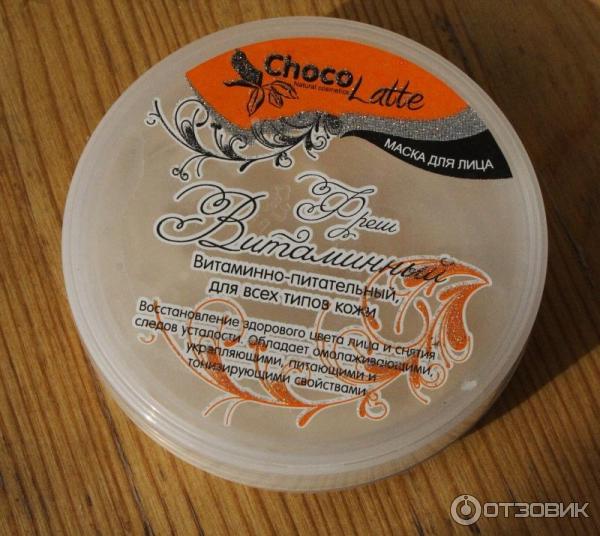 Choco
Latte
Natural cosmetics
МАСКА ДЛЯ ЛИЦА
Фреш
Витаминный
Витаминно-питательный,
для всех типов кожи
Восстановление здорового цвета лица и снятия
следов усталости. Обладает омолаживающими,
укрепляющими, питающими и
тонизирующими свойствами
ОТЗОВИК